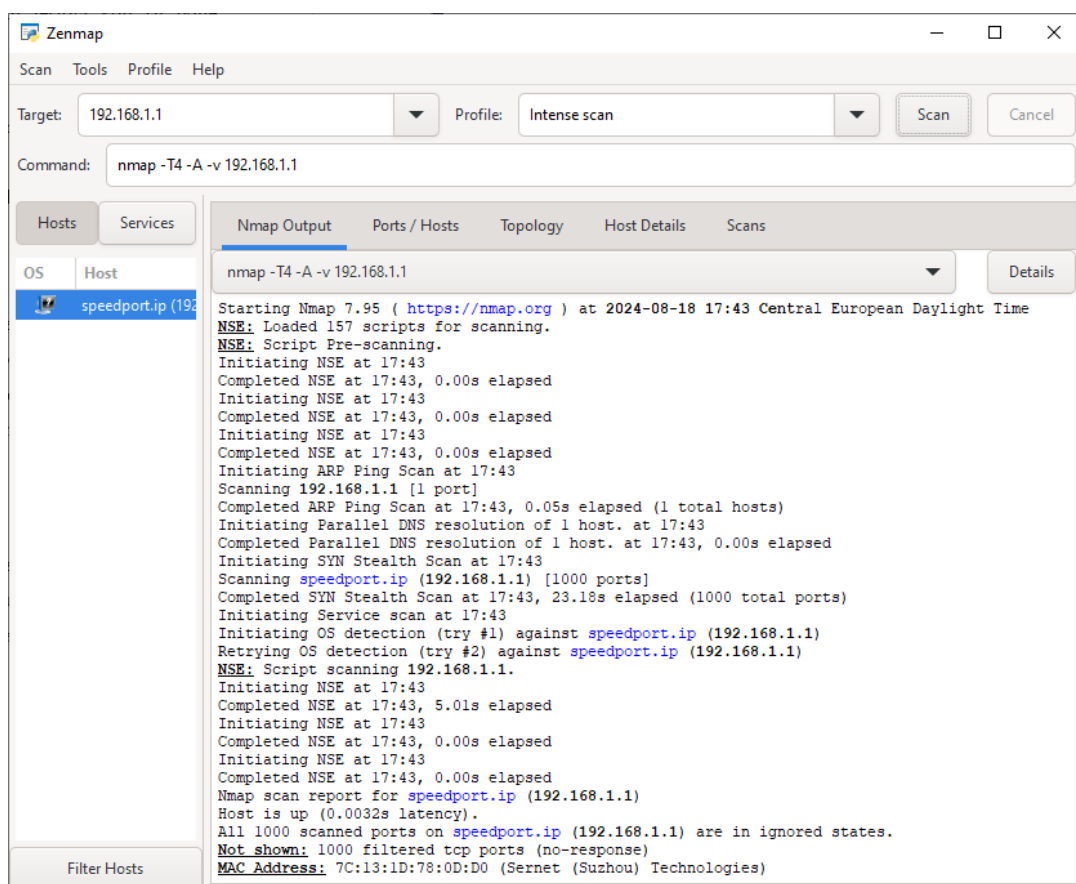 Zenmap
Scan Tools Profile Help
Target: 192.168.1.1 Profile: Intense scan Scan Cancel
Command: nmap -T4 -A -v 192.168.1.1
Hosts Services
Nmap Output Ports / Hosts Topology Host Details Scans
OS Host
nmap -T4 -A -v 192.168.1.1 Details
speedport.ip (192
Starting Nmap 7.95 ( https://nmap.org ) at 2024-08-18 17:43 Central European Daylight Time
NSE: Loaded 157 scripts for scanning.
NSE: Script Pre-scanning.
Initiating NSE at 17:43
Completed NSE at 17:43, 0.00s elapsed
Initiating NSE at 17:43
Completed NSE at 17:43, 0.00s elapsed
Initiating NSE at 17:43
Completed NSE at 17:43, 0.00s elapsed
Initiating ARP Ping Scan at 17:43
Scanning 192.168.1.1 [1 port]
Completed ARP Ping Scan at 17:43, 0.05s elapsed (1 total hosts)
Initiating Parallel DNS resolution of 1 host. at 17:43
Completed Parallel DNS resolution of 1 host. at 17:43, 0.00s elapsed
Initiating SYN Stealth Scan at 17:43
Scanning speedport.ip (192.168.1.1) [1000 ports]
Completed SYN Stealth Scan at 17:43, 23.18s elapsed (1000 total ports)
Initiating Service scan at 17:43
Initiating OS detection (try #1) against speedport.ip (192.168.1.1)
Retrying OS detection (try #2) against speedport.ip (192.168.1.1)
NSE: Script scanning 192.168.1.1.
Initiating NSE at 17:43
Completed NSE at 17:43, 5.01s elapsed
Initiating NSE at 17:43
Completed NSE at 17:43, 0.00s elapsed
Initiating NSE at 17:43
Completed NSE at 17:43, 0.00s elapsed
Nmap scan report for speedport.ip (192.168.1.1)
Host is up (0.0032s latency).
All 1000 scanned ports on speedport.ip (192.168.1.1) are in ignored states.
Not shown: 1000 filtered tcp ports (no-response)
MAC Address: 7C:13:1D:78:0D:D0 (Sernet (Suzhou) Technologies)
Filter Hosts